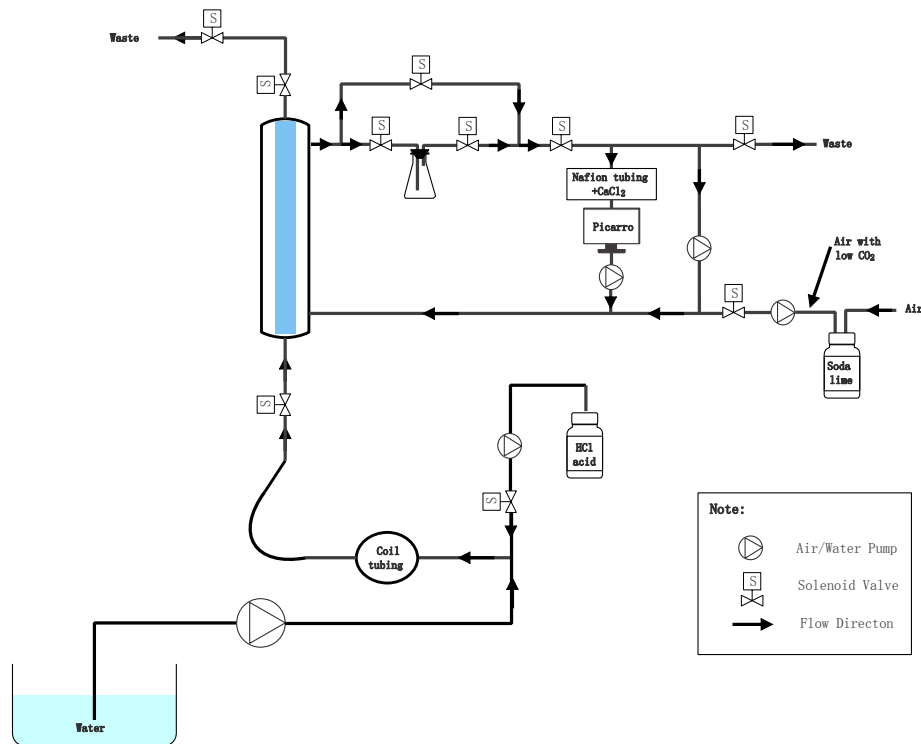 S
Waste
S
S
S
S
S
S
Waste
Nafion tubing
+CaCl₂
Picarro
Air with
low CO₂
S
Air
Soda
lime
S
HCl
acid
S
Coil
tubing
Note:
Air/Water Pump
S
Solenoid Valve
Flow Directon
Water